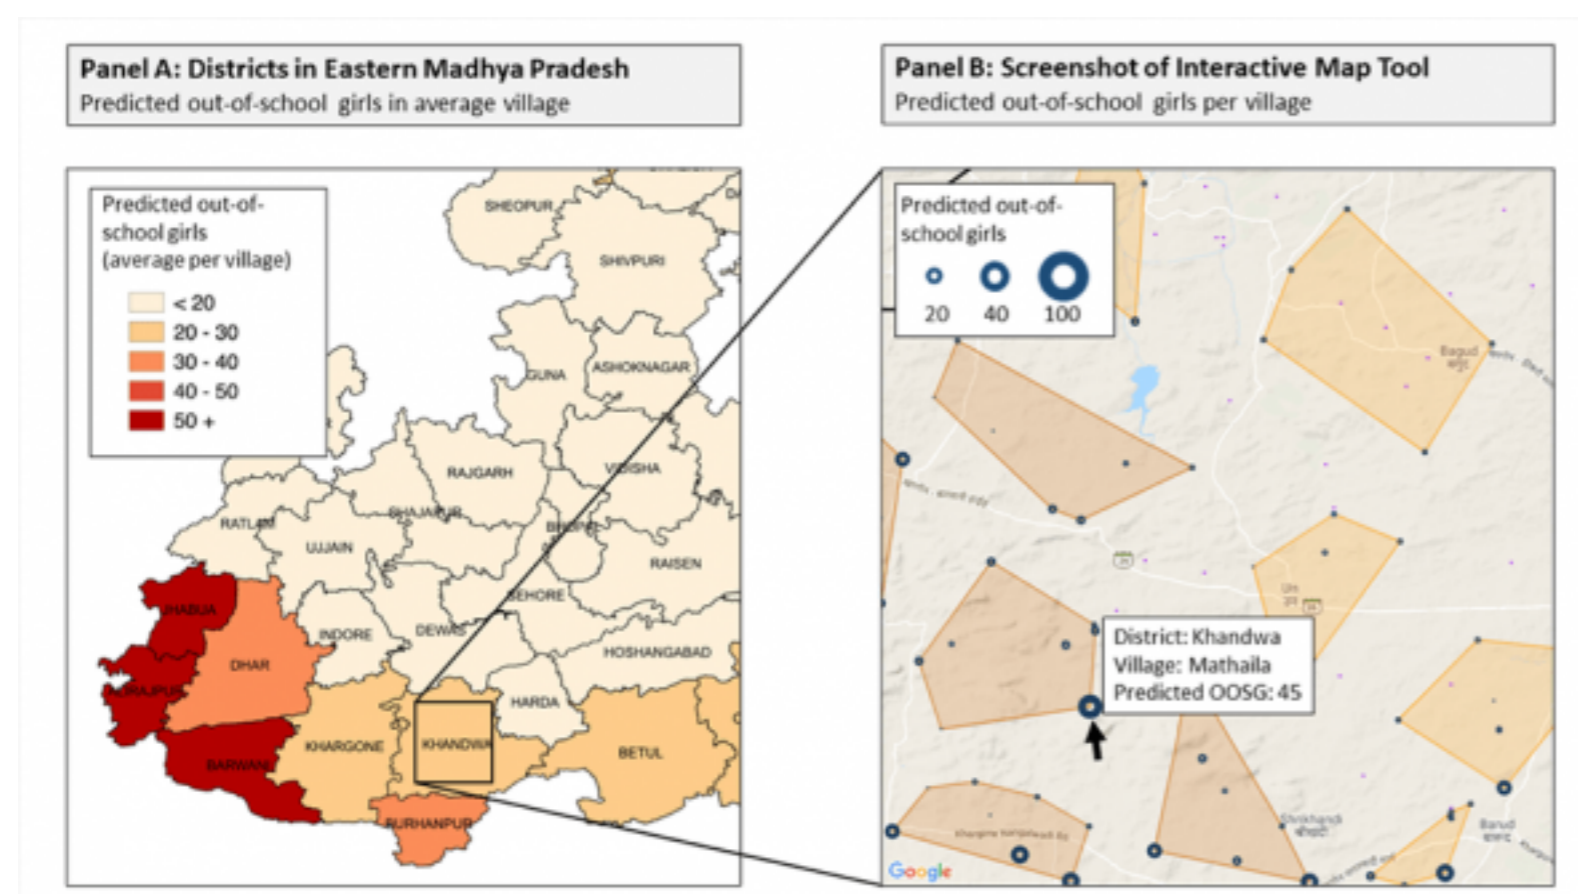 Panel A: Districts in Eastern Madhya Pradesh
Predicted out-of-school girls in average village
Predicted out-of-
school girls
(average per village)
< 20
20 - 30
30 - 40
40 - 50
50 +
SHEOPUR
SHIVPURI
GUNA
ASHOKNAGAR
RAJGARH
VIDISHA
RATLAM
SHAJAPUR
BHOPAL
UJJAIN
RAISEN
SEHORE
JHABUA
INDORE
DEWAS
DHAR
HOSHANGABAD
HARDA
KHARGONE
KHANDWA
BETUL
BARWANI
BURHANPUR
Panel B: Screenshot of Interactive Map Tool
Predicted out-of-school girls per village
Predicted out-of-
school girls
20 40 100
Bagud
Un
District: Khandwa
Village: Mathaila
Predicted OOSG: 45
Shrikhandi
Barud
Google